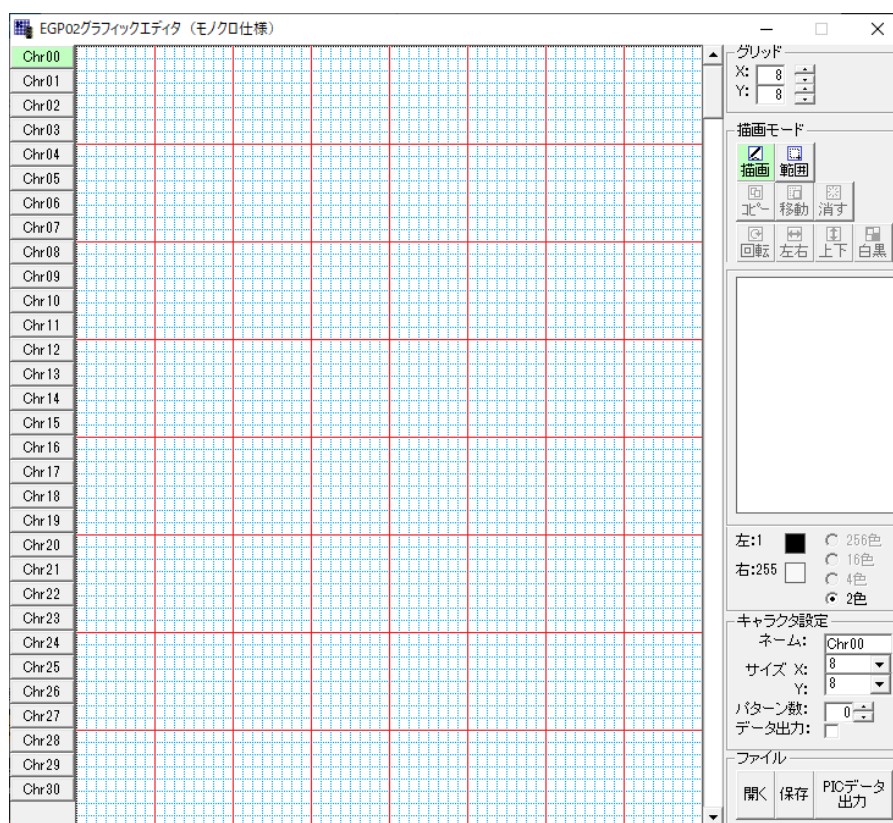 EGP02グラフィックエディタ（モノクロ仕様）
Chr00
Chr01
Chr02
Chr03
Chr04
Chr05
Chr06
Chr07
Chr08
Chr09
Chr10
Chr11
Chr12
Chr13
Chr14
Chr15
Chr16
Chr17
Chr18
Chr19
Chr20
Chr21
Chr22
Chr23
Chr24
Chr25
Chr26
Chr27
Chr28
Chr29
Chr30
グリッド
X: 8
Y: 8
描画モード
描画 範囲
コピー 移動 消す
回転 左右 上下 白黒
左:1
右:255
256色
16色
4色
2色
キャラクタ設定
ネーム: Chr00
サイズ X: 8
Y: 8
パターン数: 0
データ出力:
ファイル
開く 保存 PICデータ
出力